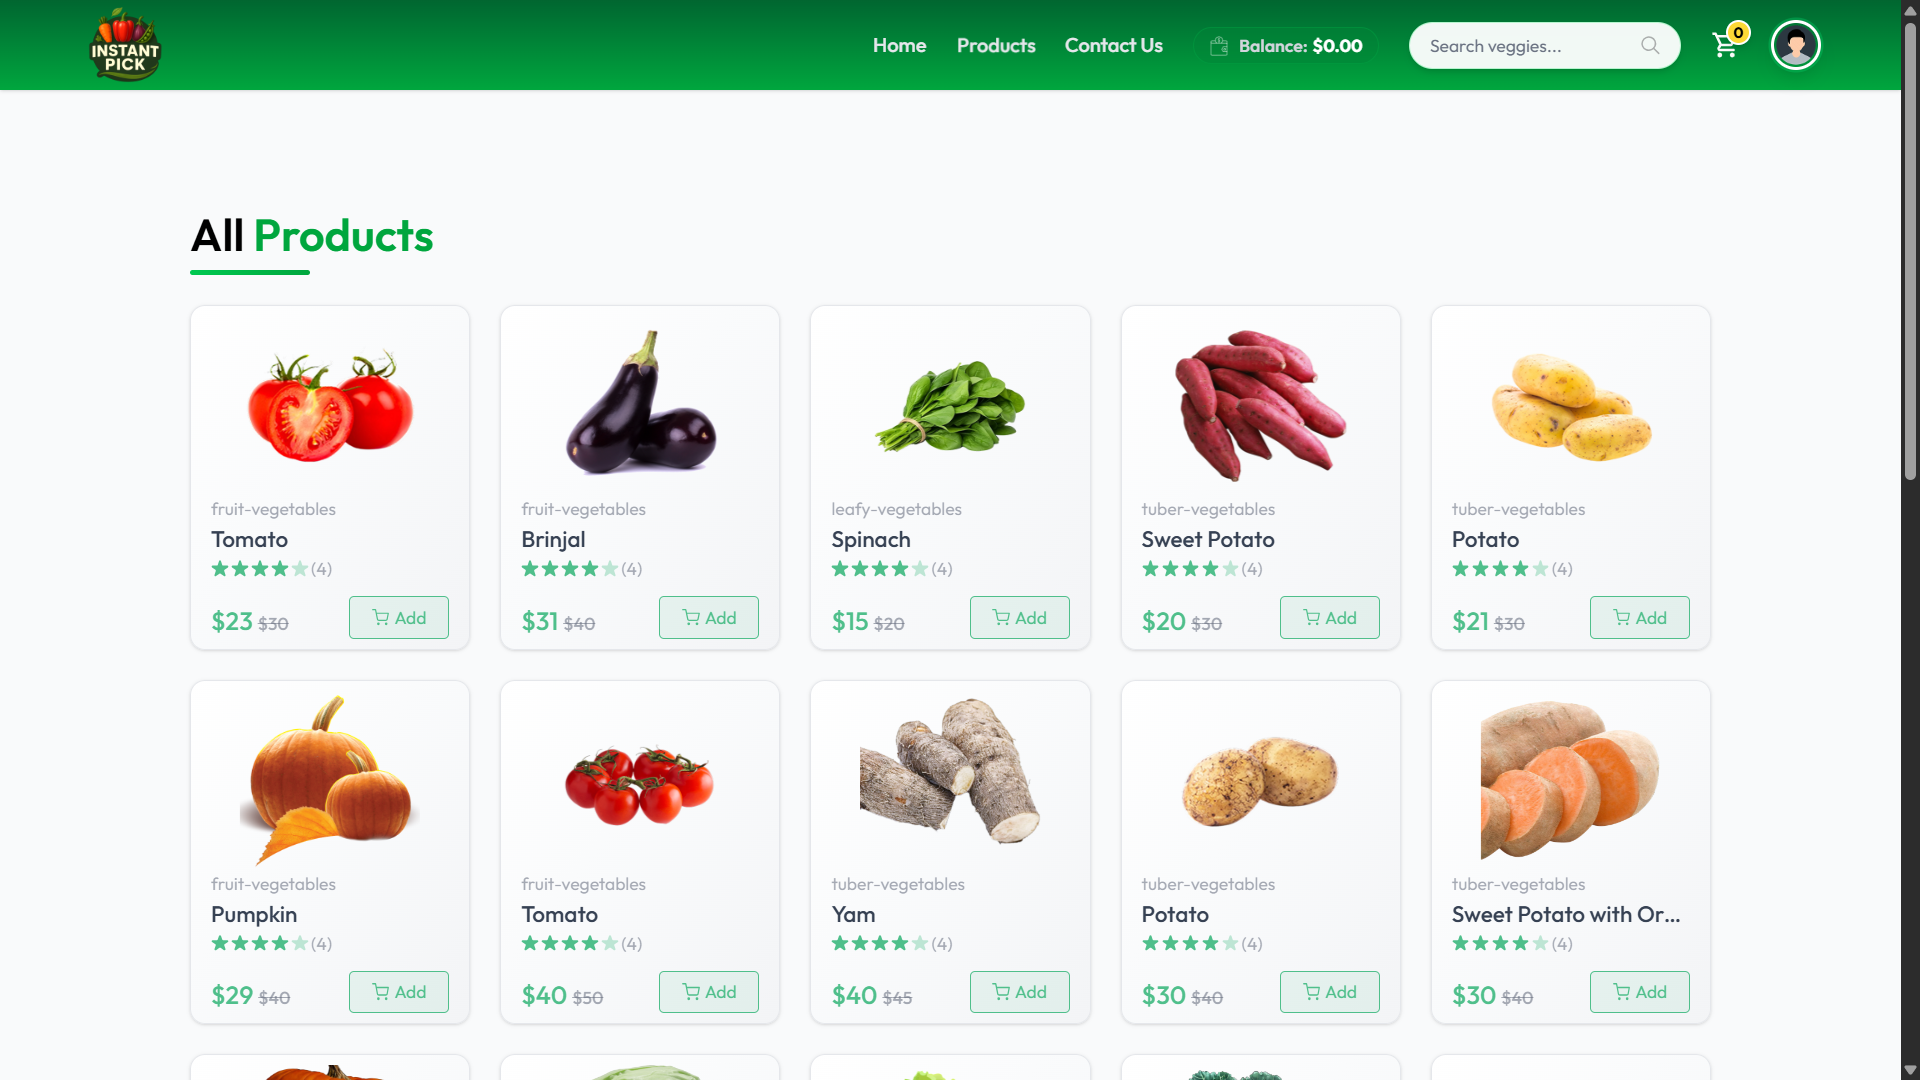 INSTANT
PICK
Home
Products
Contact Us
Balance: $0.00
Search veggies...
0
All Products
fruit-vegetables
Tomato
(4)
$23 $30
Add
fruit-vegetables
Brinjal
(4)
$31 $40
Add
leafy-vegetables
Spinach
(4)
$15 $20
Add
tuber-vegetables
Sweet Potato
(4)
$20 $30
Add
tuber-vegetables
Potato
(4)
$21 $30
Add
fruit-vegetables
Pumpkin
(4)
$29 $40
Add
fruit-vegetables
Tomato
(4)
$40 $50
Add
tuber-vegetables
Yam
(4)
$40 $45
Add
tuber-vegetables
Potato
(4)
$30 $40
Add
tuber-vegetables
Sweet Potato with Or...
(4)
$30 $40
Add